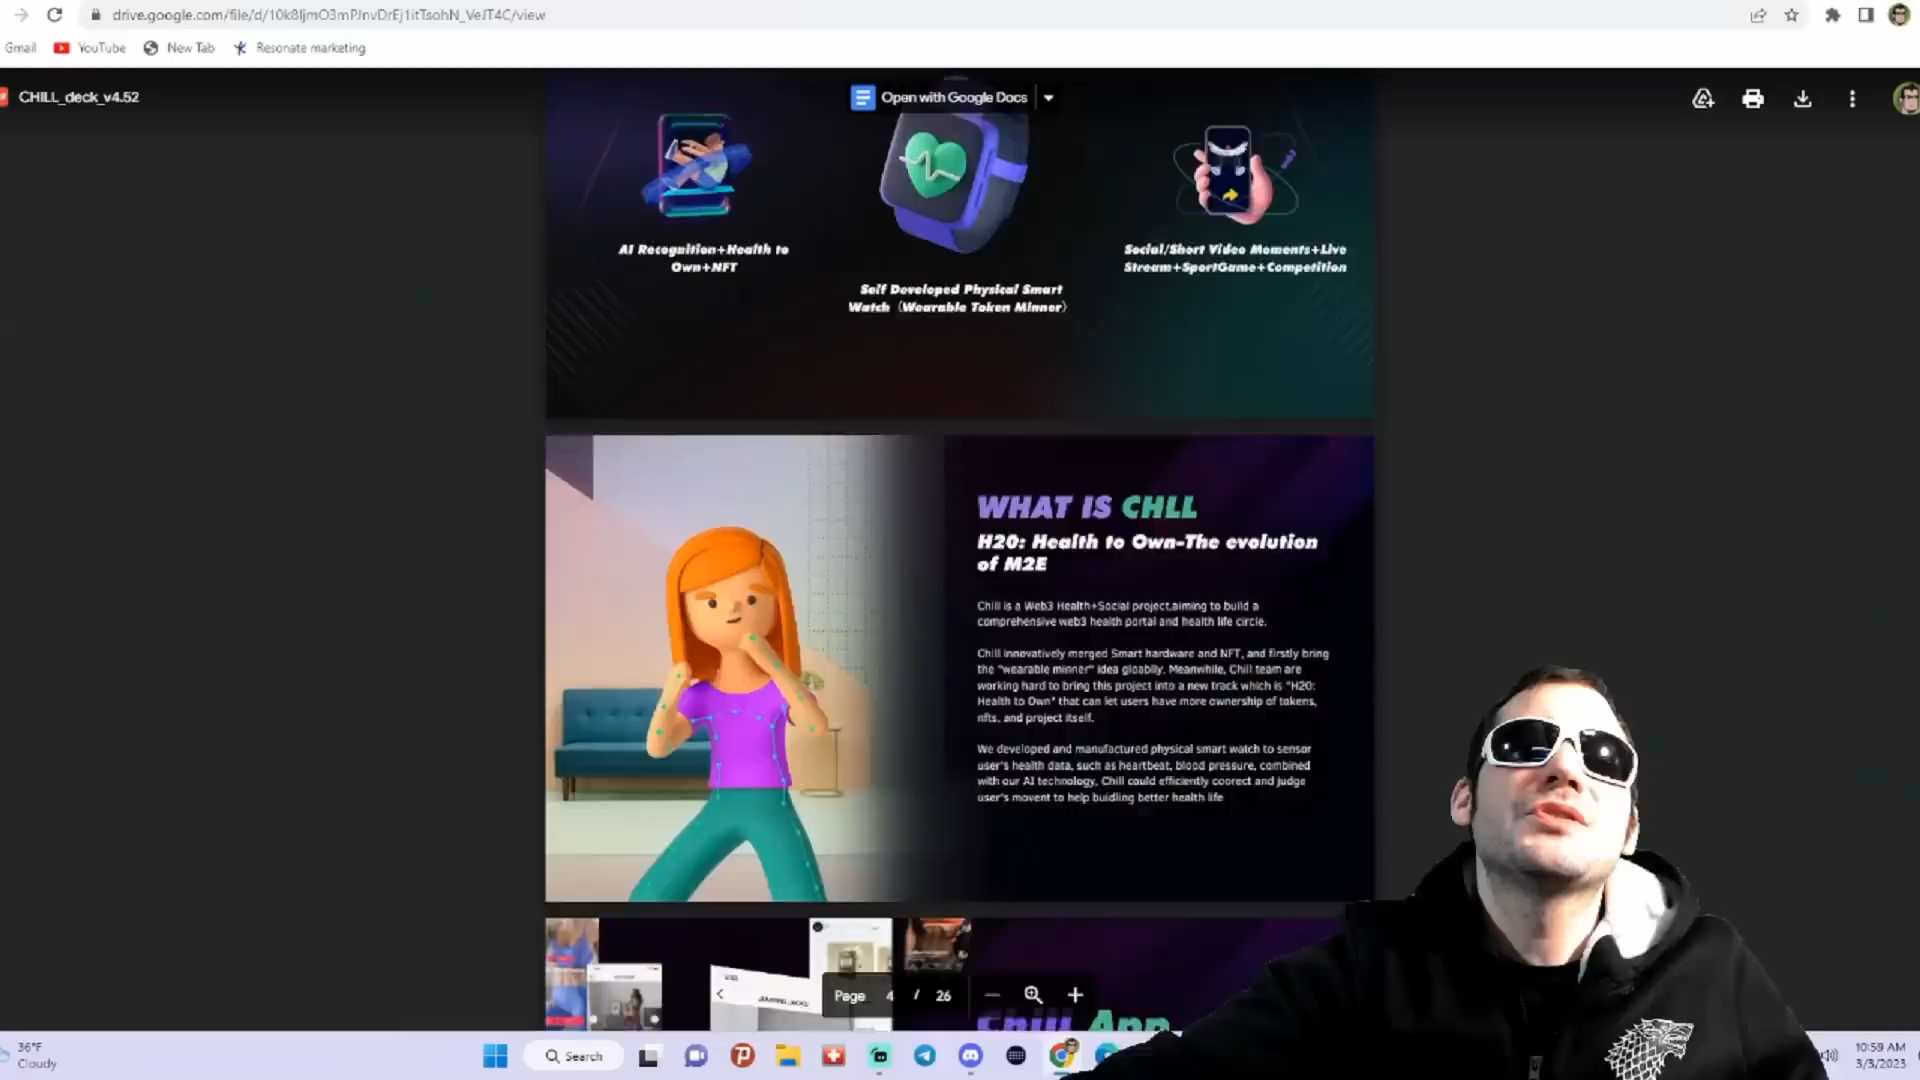 drive.google.com/file/d/10k8ljmO3mPJnvDrEj1itTsohN_VeJT4C/view
Gmail YouTube New Tab Resonate marketing
CHILL_deck_v4.52
Open with Google Docs
AI Recognition+Health to
Own+NFT
Self Developed Physical Smart
Watch (Wearable Token Minner)
Social/Short Video Moments+Live
Stream+SportGame+Competition
WHAT IS CHLL
H20: Health to Own-The evolution
of M2E
Chill is a Web3 Health+Social project,aiming to build a
comprehensive web3 health portal and health life circle.
Chill innovatively merged Smart hardware and NFT, and firstly bring
the "wearable minner" idea gloablly. Meanwhile, Chill team are
working hard to bring this project into a new track which is "H20:
Health to Own" that can let users have more ownership of tokens,
nfts, and project itself.
We developed and manufactured physical smart watch to sensor
user's health data, such as heartbeat, blood pressure, combined
with our AI technology, Chill could efficiently coorect and judge
user's movent to help buidling better health life
JUMPING JACKS
Page 4 / 26
Chill App
36°F
Cloudy
Search
10:59 AM
3/3/2023